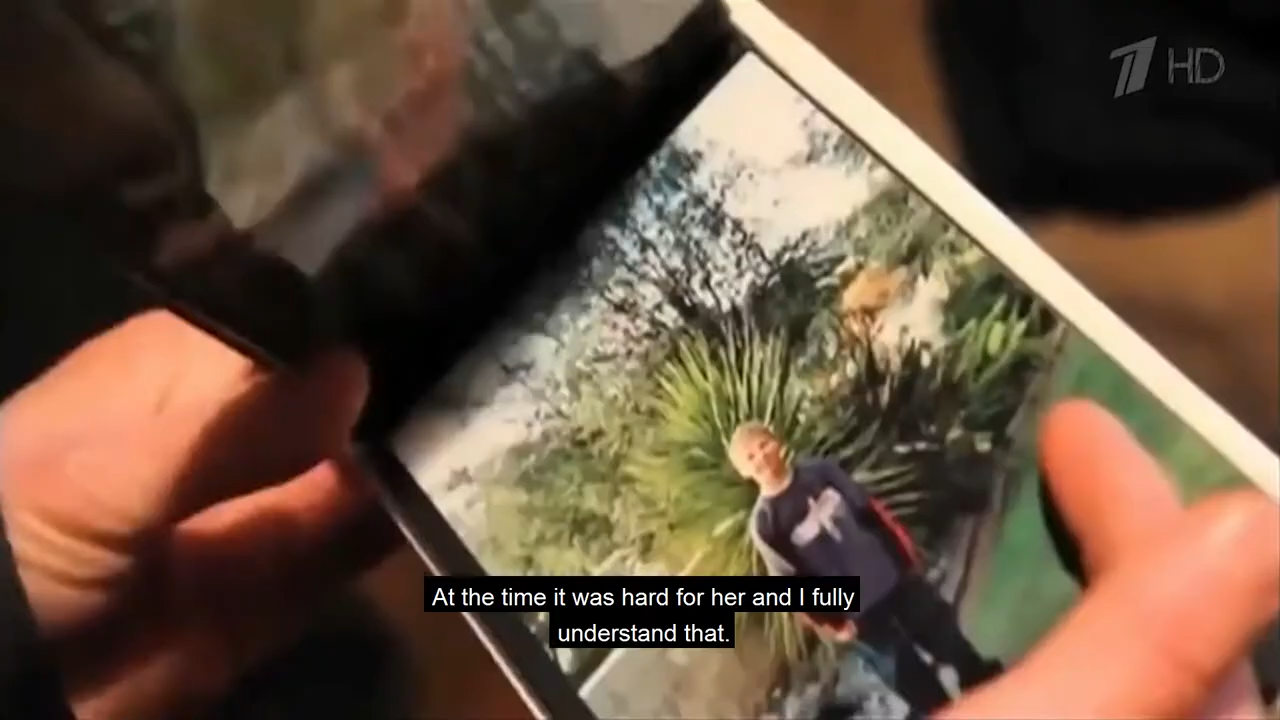 1 HD
At the time it was hard for her and I fully
understand that.